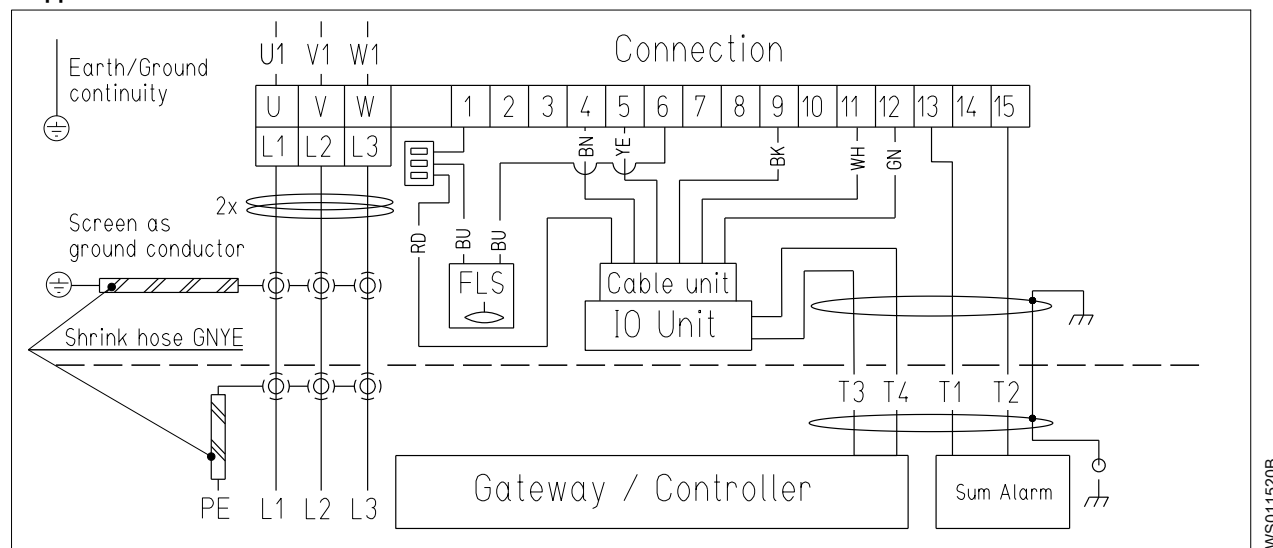 U1 V1 W1
Connection
Earth/Ground
continuity
U V W 1 2 3 4 5 6 7 8 9 10 11 12 13 14 15
L1 L2 L3
BN YE BK WH GN
2x
Screen as
ground conductor
RD BU BU
FLS
Cable unit
IO Unit
Shrink hose GNYE
T3 T4 T1 T2
Gateway / Controller
Sum Alarm
PE L1 L2 L3
WS011520B